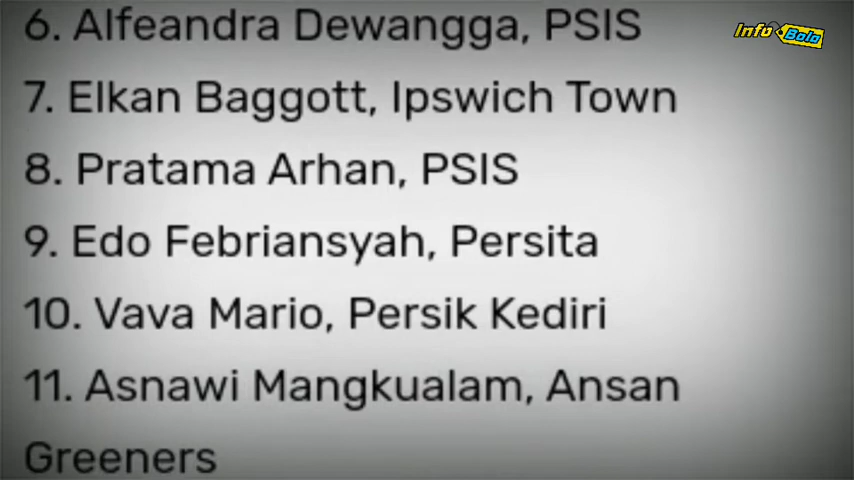 6. Alfeandra Dewangga, PSIS
Info Bola
7. Elkan Baggott, Ipswich Town
8. Pratama Arhan, PSIS
9. Edo Febriansyah, Persita
10. Vava Mario, Persik Kediri
11. Asnawi Mangkualam, Ansan
Greeners